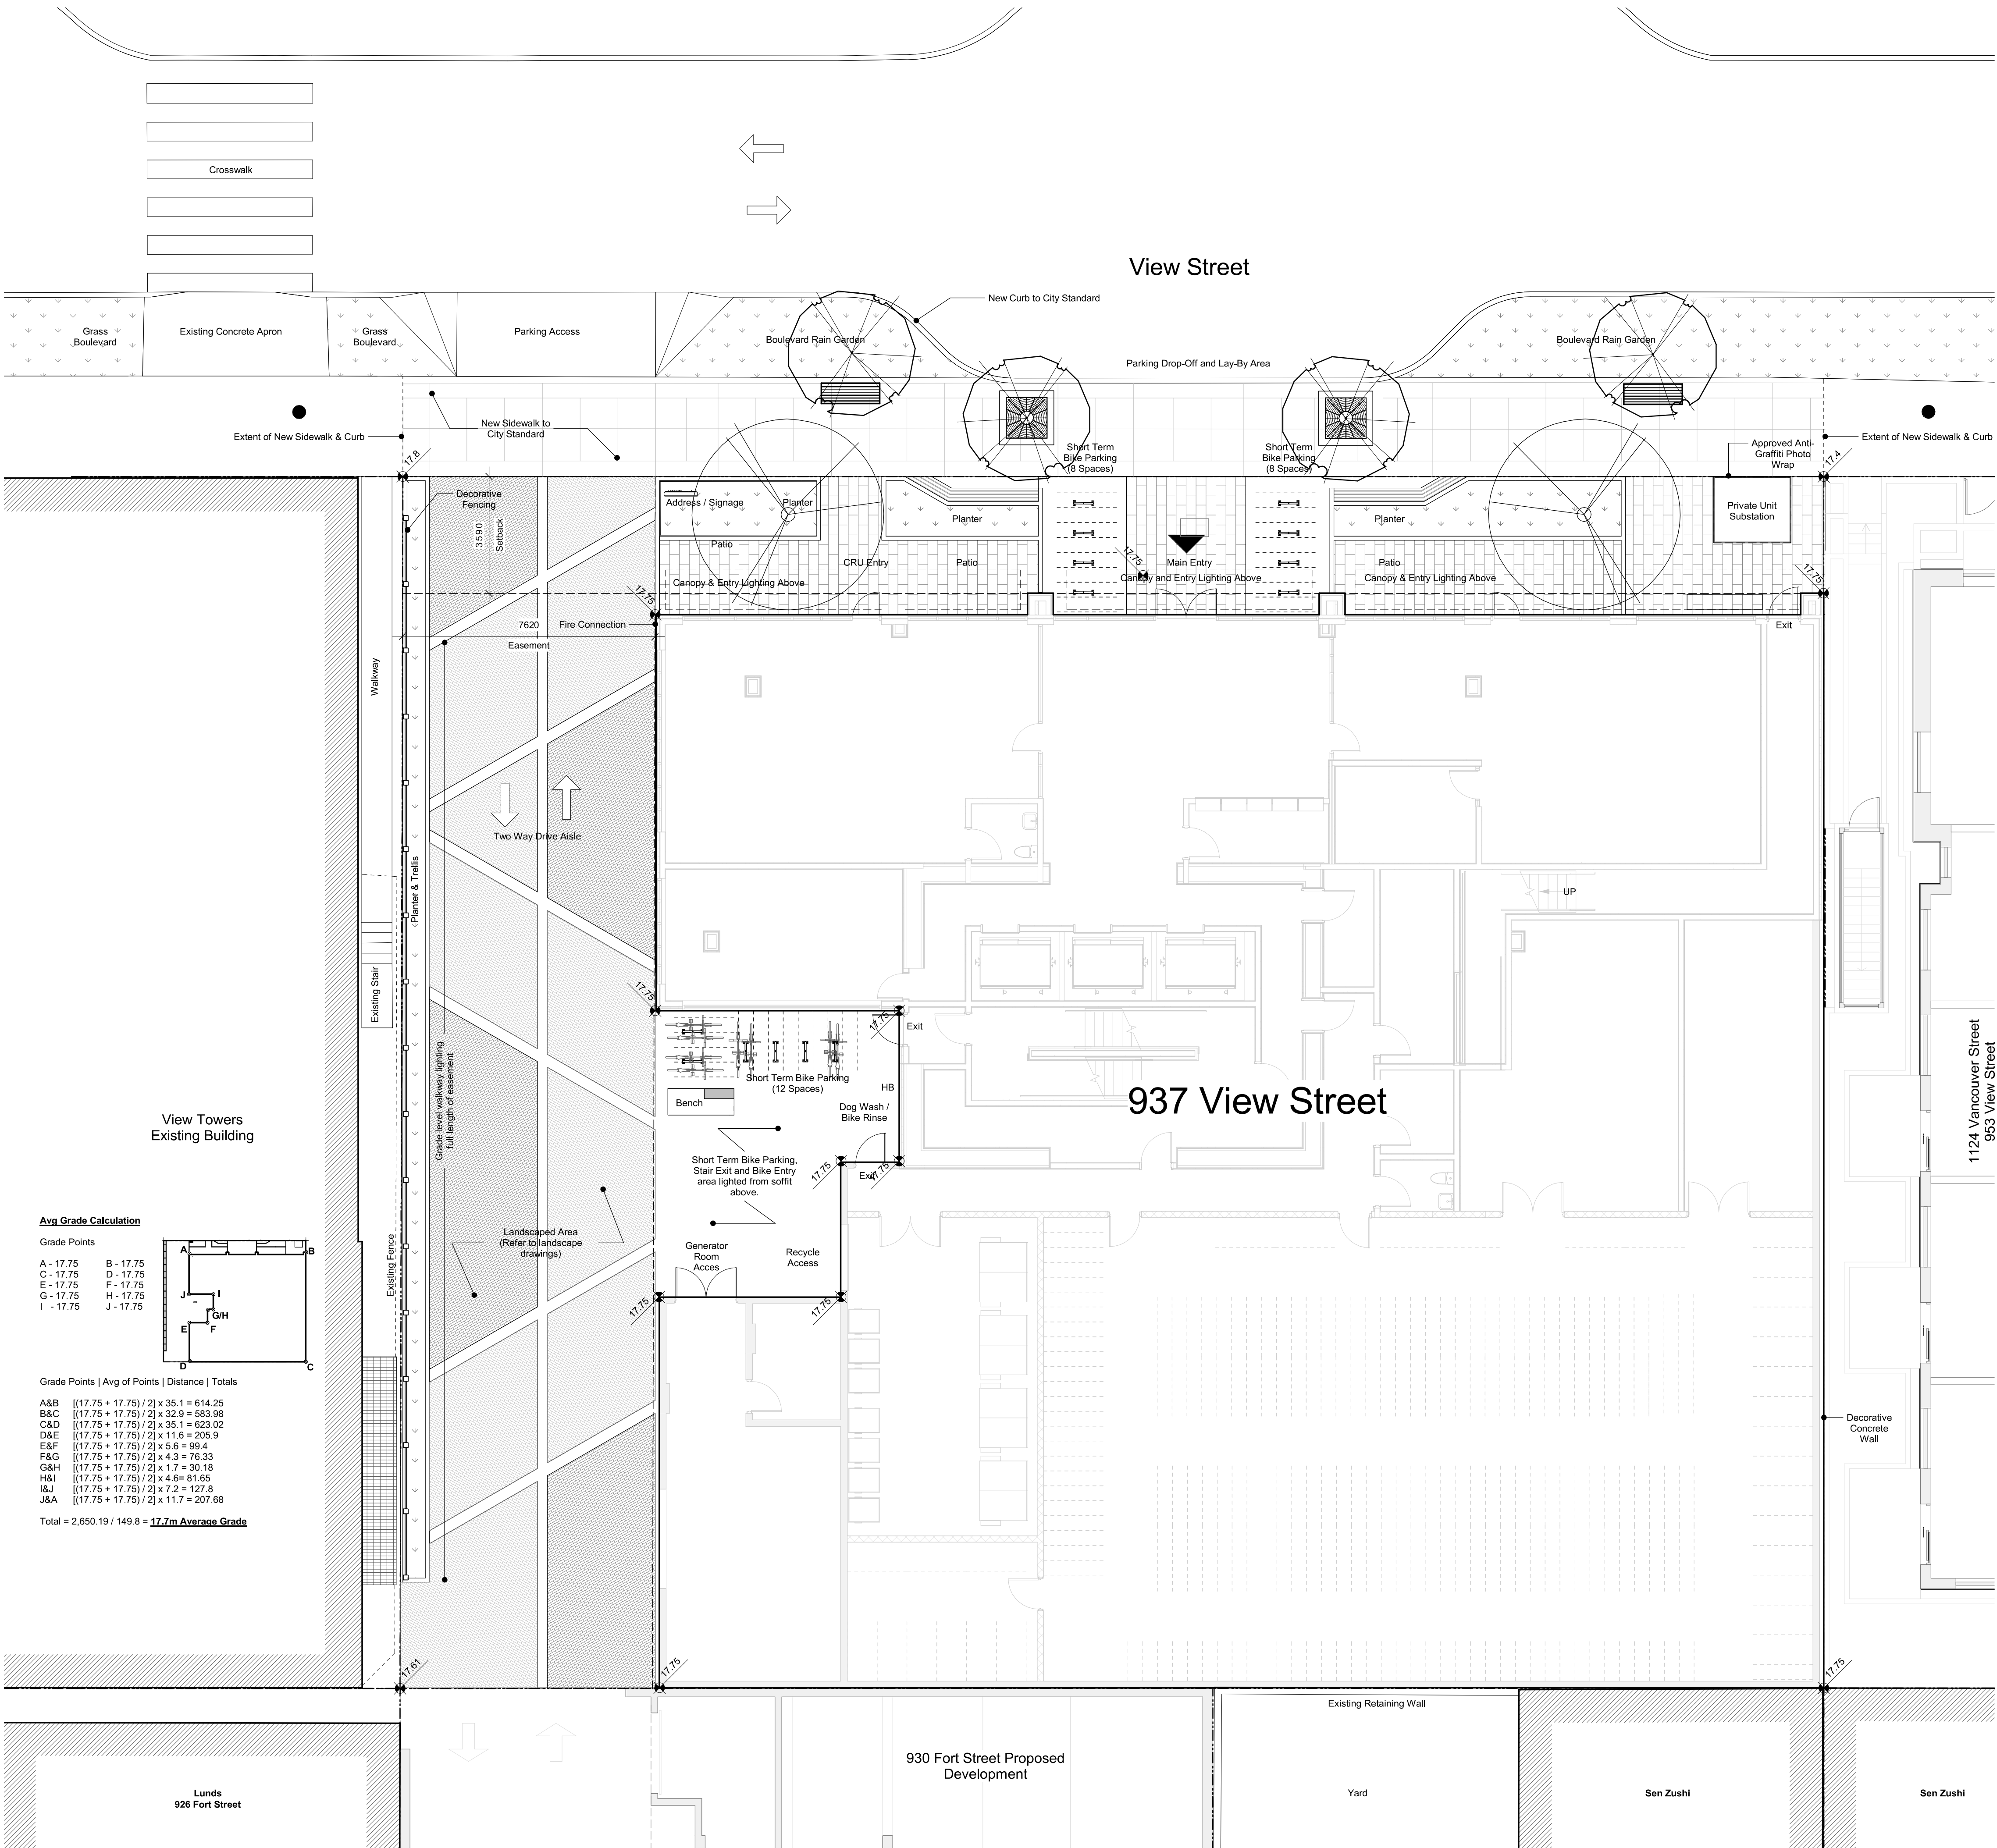 Crosswalk
View Street
New Curb to City Standard
Grass
Boulevard
Existing Concrete Apron
Grass
Boulevard
Parking Access
Boulevard Rain Garden
Parking Drop-Off and Lay-By Area
Boulevard Rain Garden
Extent of New Sidewalk & Curb
New Sidewalk to
City Standard
Short Term
Bike Parking
(8 Spaces)
Short Term
Bike Parking
(8 Spaces)
Approved Anti-
Graffiti Photo
Wrap
Extent of New Sidewalk & Curb
17.8
17.4
Decorative
Fencing
3590
Setback
Address / Signage
Planter
Planter
Planter
Private Unit
Substation
Patio
CRU Entry
Patio
17.75
Main Entry
Patio
Canopy & Entry Lighting Above
Canopy and Entry Lighting Above
Canopy & Entry Lighting Above
17.75
17.75
7620
Easement
Fire Connection
Exit
Walkway
Two Way Drive Aisle
Planter & Trellis
UP
Existing Stair
17.75
17.75
Exit
Short Term Bike Parking
(12 Spaces)
HB
Bench
Dog Wash /
Bike Rinse
937 View Street
Grade level walkway lighting
full length of easement
1124 Vancouver Street
953 View Street
View Towers
Existing Building
Short Term Bike Parking,
Stair Exit and Bike Entry
area lighted from soffit
above.
17.75
17.75
Exit
Landscaped Area
(Refer to landscape
drawings)
Existing Fence
Generator
Room
Acces
Recycle
Access
17.75
17.75
Avg Grade Calculation
Grade Points
A - 17.75 B - 17.75
C - 17.75 D - 17.75
E - 17.75 F - 17.75
G - 17.75 H - 17.75
I - 17.75 J - 17.75
A
B
J
I
G/H
E
F
D
C
Grade Points | Avg of Points | Distance | Totals
A&B [(17.75 + 17.75) / 2] x 35.1 = 614.25
B&C [(17.75 + 17.75) / 2] x 32.9 = 583.98
C&D [(17.75 + 17.75) / 2] x 35.1 = 623.02
D&E [(17.75 + 17.75) / 2] x 11.6 = 205.9
E&F [(17.75 + 17.75) / 2] x 5.6 = 99.4
F&G [(17.75 + 17.75) / 2] x 4.3 = 76.33
G&H [(17.75 + 17.75) / 2] x 1.7 = 30.18
H&I [(17.75 + 17.75) / 2] x 4.6= 81.65
I&J [(17.75 + 17.75) / 2] x 7.2 = 127.8
J&A [(17.75 + 17.75) / 2] x 11.7 = 207.68
Total = 2,650.19 / 149.8 = 17.7m Average Grade
Decorative
Concrete
Wall
17.61
17.75
17.75
Existing Retaining Wall
930 Fort Street Proposed
Development
Lunds
926 Fort Street
Yard
Sen Zushi
Sen Zushi